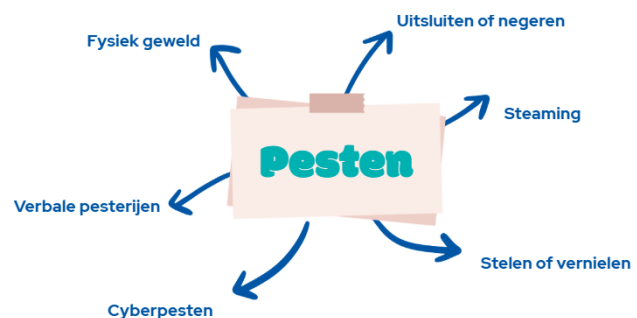 Uitsluiten of negeren
Fysiek geweld
Steaming
Pesten
Verbale pesterijen
Stelen of vernielen
Cyberpesten